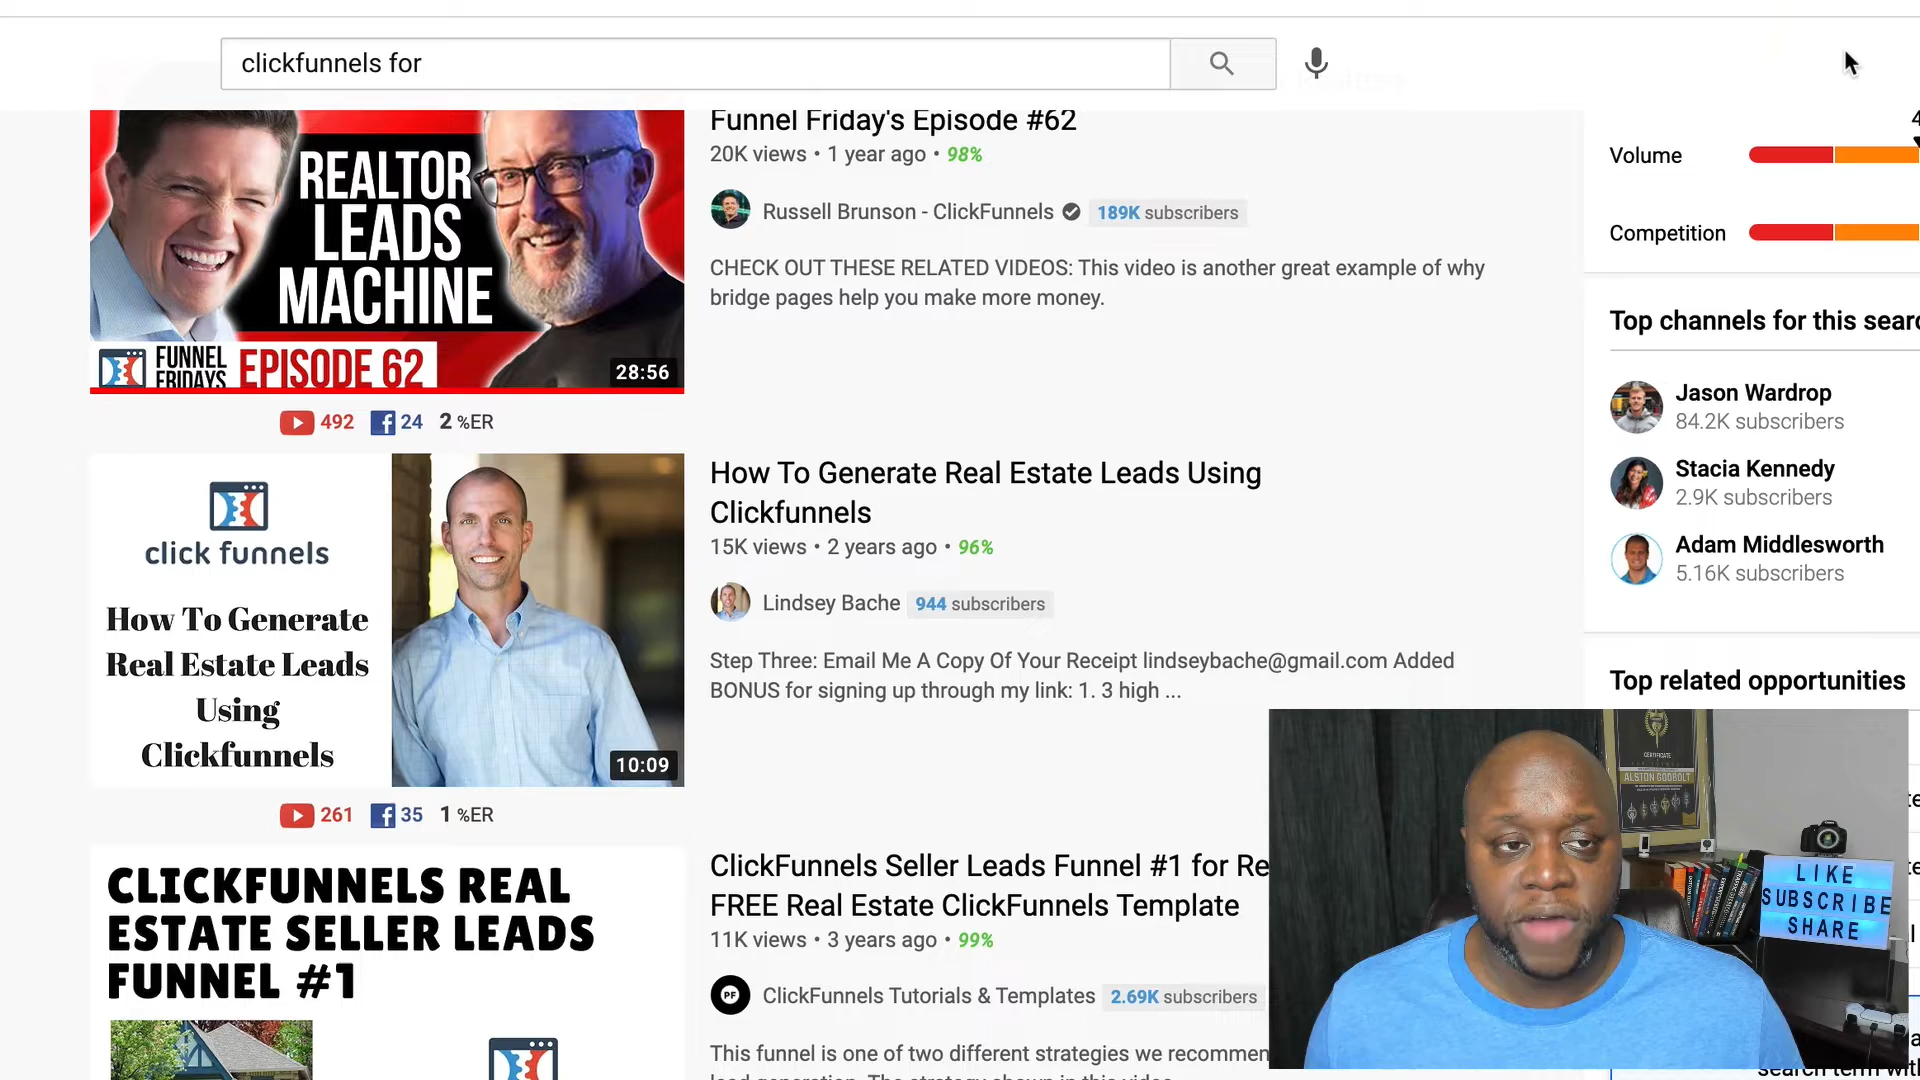 clickfunnels for
Funnel Friday's Episode #62
20K views • 1 year ago • 98%
Russell Brunson - ClickFunnels 189K subscribers
CHECK OUT THESE RELATED VIDEOS: This video is another great example of why
bridge pages help you make more money.
REALTOR
LEADS
MACHINE
FUNNEL
FRIDAYS
EPISODE 62
28:56
492 24 2 %ER
click funnels
How To Generate
Real Estate Leads
Using
Clickfunnels
10:09
How To Generate Real Estate Leads Using
Clickfunnels
15K views • 2 years ago • 96%
Lindsey Bache 944 subscribers
Step Three: Email Me A Copy Of Your Receipt lindseybache@gmail.com Added
BONUS for signing up through my link: 1. 3 high ...
261 35 1 %ER
CLICKFUNNELS REAL
ESTATE SELLER LEADS
FUNNEL #1
ClickFunnels Seller Leads Funnel #1 for Re
FREE Real Estate ClickFunnels Template
11K views • 3 years ago • 99%
PF
ClickFunnels Tutorials & Templates 2.69K subscribers
This funnel is one of two different strategies we recommen
Volume
Competition
Top channels for this sear
Jason Wardrop
84.2K subscribers
Stacia Kennedy
2.9K subscribers
Adam Middlesworth
5.16K subscribers
Top related opportunities
CERTIFICATE
ALSTON GODBOLT
LIKE
SUBSCRIBE
SHARE
search term with